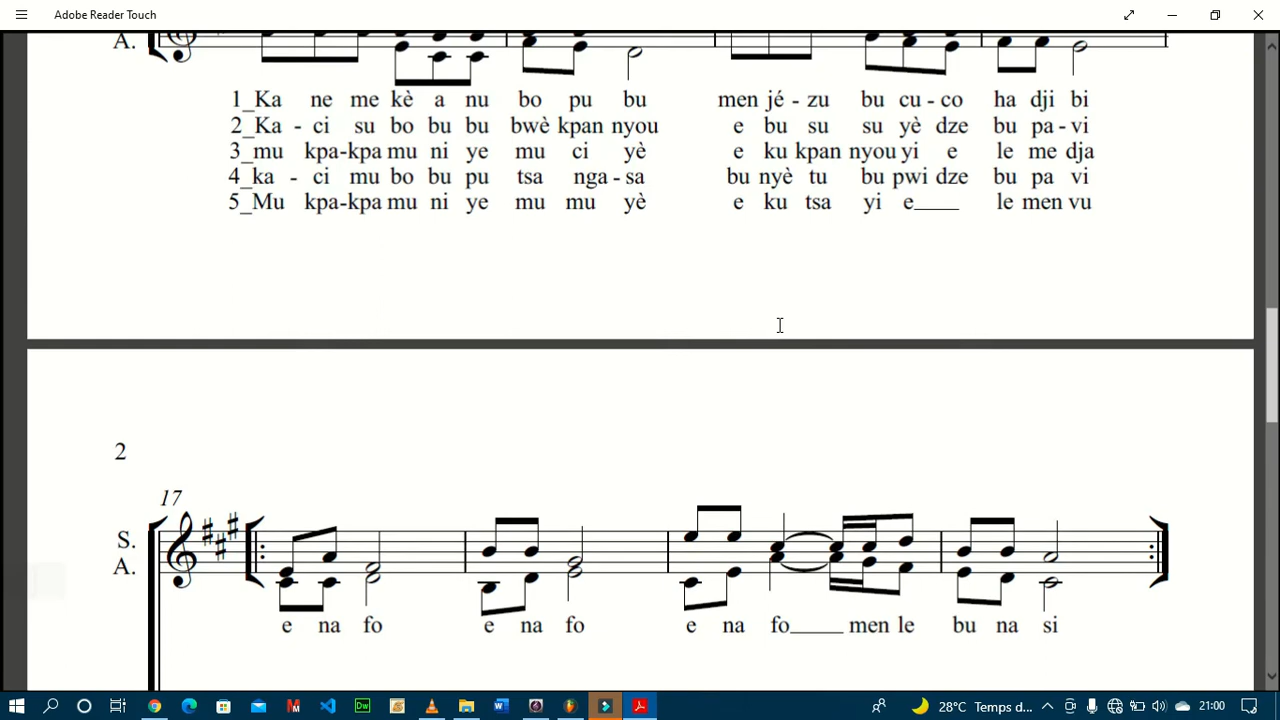 Adobe Reader Touch
A.
1_Ka ne me kè a nu bo pu bu men jé - zu bu cu - co ha dji bi
2_Ka - ci su bo bu bu bwè kpan nyou e bu su su yè dze bu pa - vi
3_mu kpa-kpa mu ni ye mu ci yè e ku kpan nyou yi e le me dja
4_ka - ci mu bo bu pu tsa nga - sa bu nyè tu bu pwi dze bu pa vi
5_Mu kpa-kpa mu ni ye mu mu yè e ku tsa yi e____ le men vu
2
17
S.
A.
e na fo e na fo e na fo____ men le bu na si
28°C Temps d... 21:00